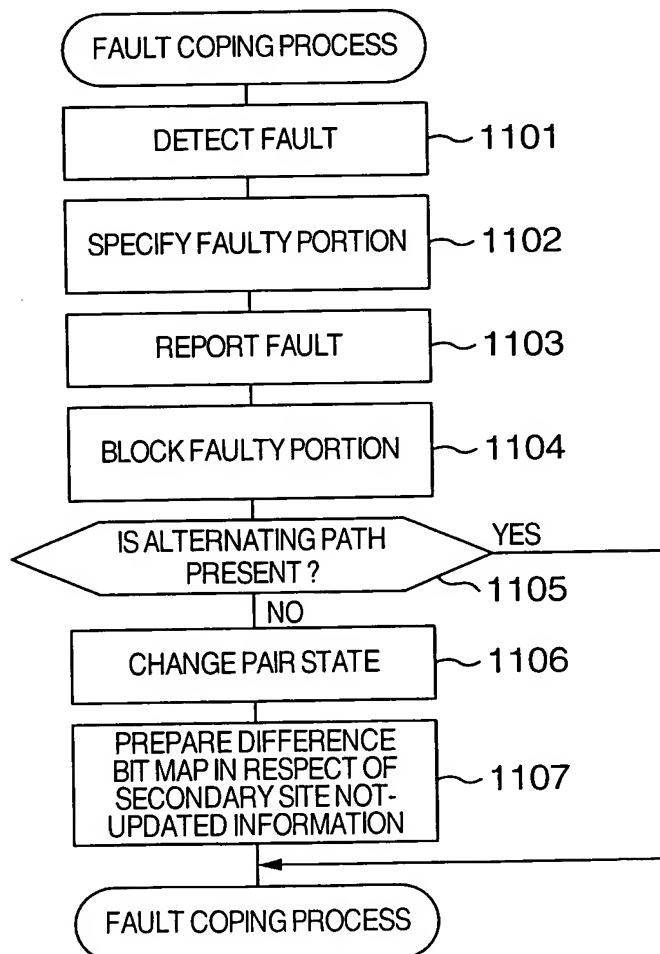 FAULT COPING PROCESS
DETECT FAULT
1101
SPECIFY FAULTY PORTION
1102
REPORT FAULT
1103
BLOCK FAULTY PORTION
1104
IS ALTERNATING PATH
PRESENT ?
YES
1105
NO
CHANGE PAIR STATE
1106
PREPARE DIFFERENCE
BIT MAP IN RESPECT OF
SECONDARY SITE NOT-
UPDATED INFORMATION
1107
FAULT COPING PROCESS